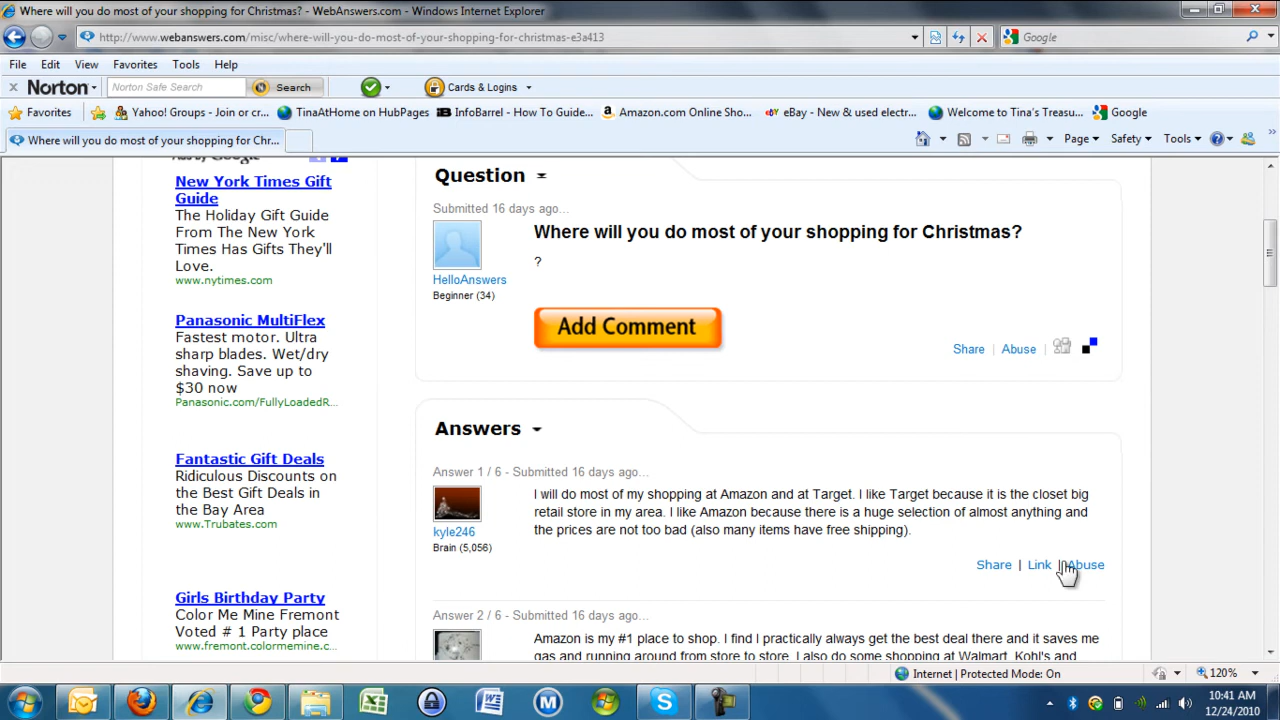 Where will you do most of your shopping for Christmas? - WebAnswers.com - Windows Internet Explorer
http://www.webanswers.com/misc/where-will-you-do-most-of-your-shopping-for-christmas-e3a413
Google
File Edit View Favorites Tools Help
Norton Norton Safe Search Search Cards & Logins
Favorites Yahoo! Groups - Join or cr... TinaAtHome on HubPages InfoBarrel - How To Guide... Amazon.com Online Sho... eBay - New & used electr... Welcome to Tina's Treasu... Google
Where will you do most of your shopping for Chr...
Page Safety Tools
New York Times Gift
Guide
The Holiday Gift Guide
From The New York
Times Has Gifts They'll
Love.
www.nytimes.com
Panasonic MultiFlex
Fastest motor. Ultra
sharp blades. Wet/dry
shaving. Save up to
$30 now
Panasonic.com/FullyLoadedR...
Fantastic Gift Deals
Ridiculous Discounts on
the Best Gift Deals in
the Bay Area
www.Trubates.com
Girls Birthday Party
Color Me Mine Fremont
Voted # 1 Party place
www.fremont.colormemine.c...
Question
Submitted 16 days ago...
Where will you do most of your shopping for Christmas?
?
HelloAnswers
Beginner (34)
Add Comment
Share | Abuse |
Answers
Answer 1 / 6 - Submitted 16 days ago...
I will do most of my shopping at Amazon and at Target. I like Target because it is the closet big
retail store in my area. I like Amazon because there is a huge selection of almost anything and
the prices are not too bad (also many items have free shipping).
kyle246
Brain (5,056)
Share | Link | Abuse
Answer 2 / 6 - Submitted 16 days ago...
Amazon is my #1 place to shop. I find I practically always get the best deal there and it saves me
gas and running around from store to store. I also do some shopping at Walmart, Kohl's and
Internet | Protected Mode: On
120%
10:41 AM
12/24/2010